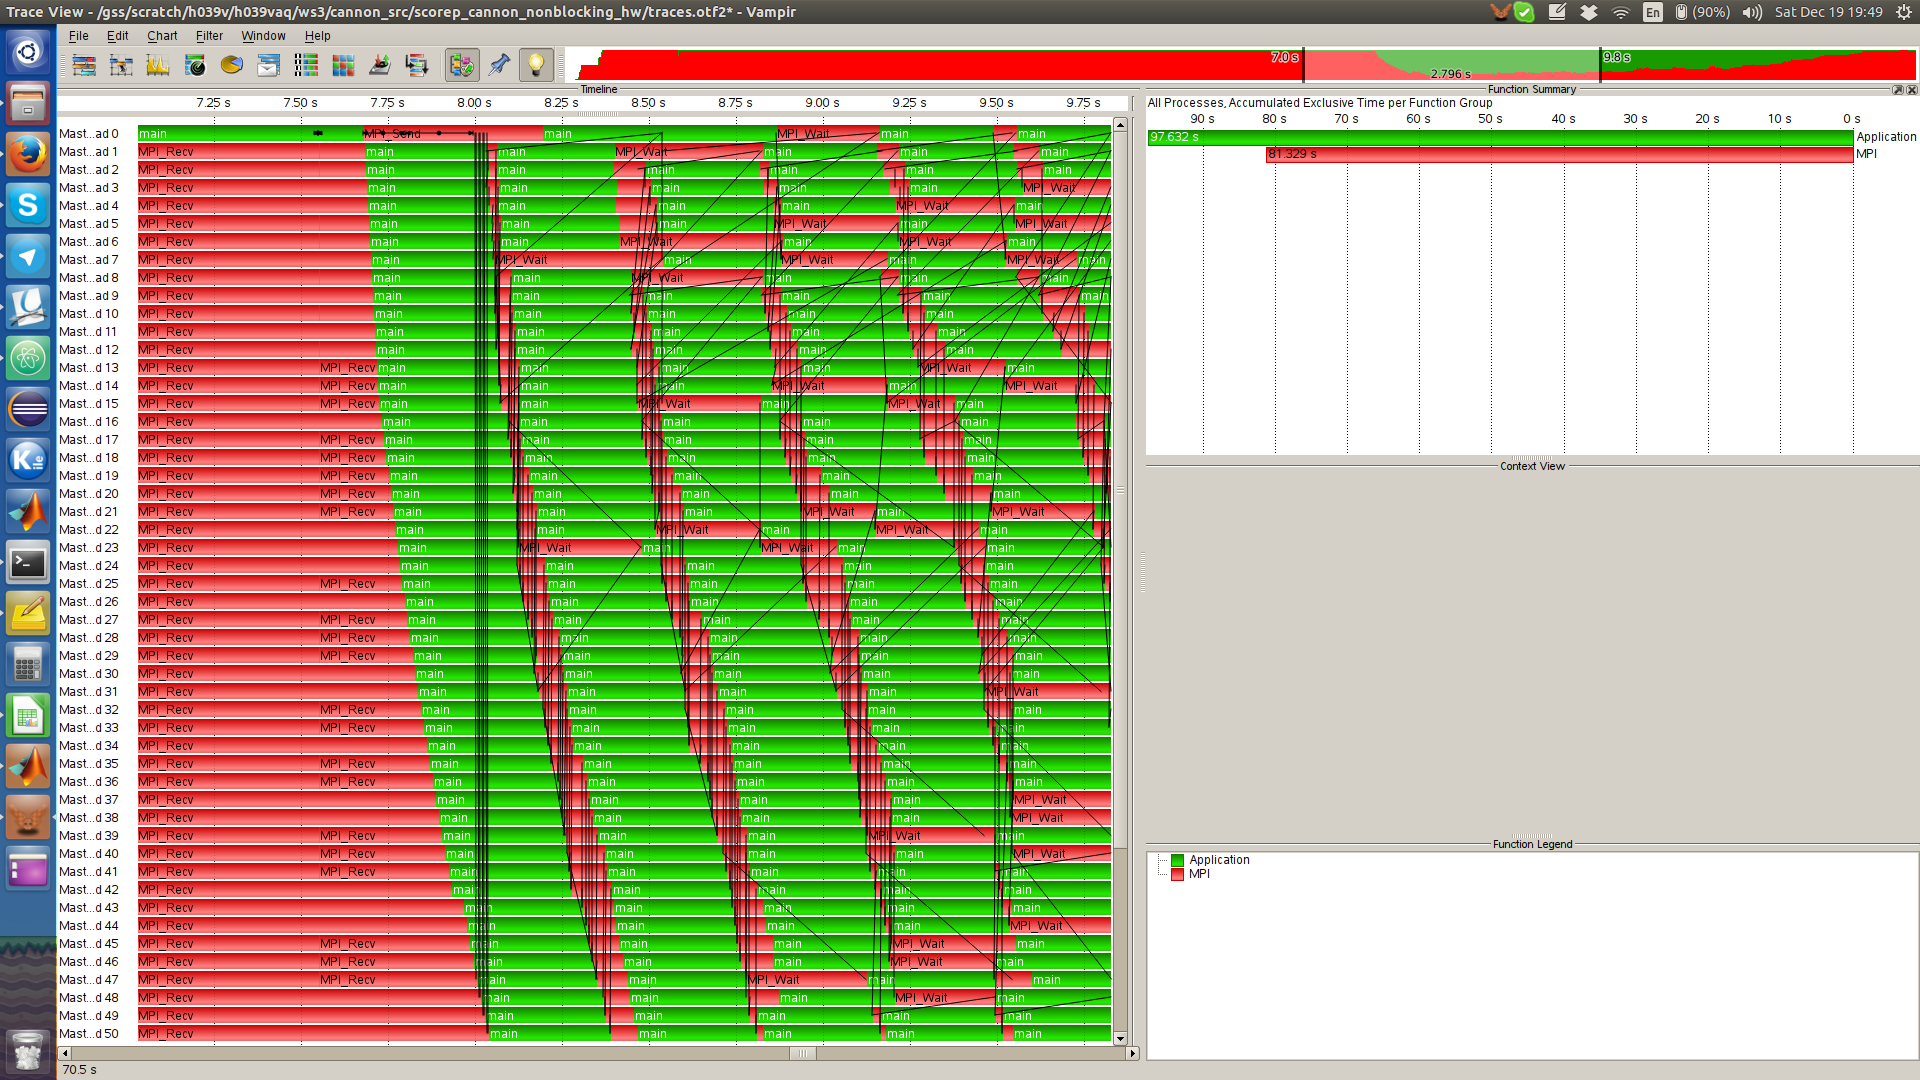 Trace View - /gss/scratch/h039v/h039vaq/ws3/cannon_src/scorep_cannon_nonblocking_hw/traces.otf2* - Vampir
En (90%) Sat Dec 19 19:49
File Edit Chart Filter Window Help
7.0 s 2.796 s 9.8 s
Timeline
7.25 s 7.50 s 7.75 s 8.00 s 8.25 s 8.50 s 8.75 s 9.00 s 9.25 s 9.50 s 9.75 s
Mast...ad 0 main MPI_Send main MPI_Wait main main
Mast...ad 1 MPI_Recv main main MPI_Wait main main main
Mast...ad 2 MPI_Recv main main main main main main
Mast...ad 3 MPI_Recv main main main main main MPI_Wait
Mast...ad 4 MPI_Recv main main main main MPI_Wait main
Mast...ad 5 MPI_Recv main main main MPI_Wait main MPI_Wait
Mast...ad 6 MPI_Recv main main MPI_Wait main MPI_Wait main
Mast...ad 7 MPI_Recv main MPI_Wait main MPI_Wait main MPI_Wait main
Mast...ad 8 MPI_Recv main main MPI_Wait main main main
Mast...ad 9 MPI_Recv main main main main main main
Mast...d 10 MPI_Recv main main main main main main
Mast...d 11 MPI_Recv main main main main main main
Mast...d 12 MPI_Recv main main main main main
Mast...d 13 MPI_Recv MPI_Recv main main main main MPI_Wait main
Mast...d 14 MPI_Recv MPI_Recv main main main MPI_Wait main MPI_Wait
Mast...d 15 MPI_Recv MPI_Recv main main MPI_Wait main MPI_Wait main
Mast...d 16 MPI_Recv main main main main main
Mast...d 17 MPI_Recv MPI_Recv main main main main main
Mast...d 18 MPI_Recv MPI_Recv main main main main main
Mast...d 19 MPI_Recv MPI_Recv main main main main main
Mast...d 20 MPI_Recv MPI_Recv main main main main main
Mast...d 21 MPI_Recv MPI_Recv main main main MPI_Wait main MPI_Wait
Mast...d 22 MPI_Recv main main MPI_Wait main MPI_Wait main
Mast...d 23 MPI_Recv main MPI_Wait main MPI_Wait main main
Mast...d 24 MPI_Recv main main main main main
Mast...d 25 MPI_Recv MPI_Recv main main main main main
Mast...d 26 MPI_Recv main main main main main
Mast...d 27 MPI_Recv MPI_Recv main main main main main
Mast...d 28 MPI_Recv MPI_Recv main main main main main
Mast...d 29 MPI_Recv MPI_Recv main main main main main
Mast...d 30 MPI_Recv main main main main main
Mast...d 31 MPI_Recv main main main main MPI_Wait
Mast...d 32 MPI_Recv MPI_Recv main main main main main
Mast...d 33 MPI_Recv MPI_Recv main main main main main
Mast...d 34 MPI_Recv main main main main main
Mast...d 35 MPI_Recv MPI_Recv main main main main main
Mast...d 36 MPI_Recv MPI_Recv main main main main main
Mast...d 37 MPI_Recv main main main main MPI_Wait
Mast...d 38 MPI_Recv main main main main MPI_Wait
Mast...d 39 MPI_Recv MPI_Recv main main main MPI_Wait main
Mast...d 40 MPI_Recv MPI_Recv main main main main MPI_Wait
Mast...d 41 MPI_Recv MPI_Recv main main main main main
Mast...d 42 MPI_Recv main main main main main
Mast...d 43 MPI_Recv main main main main main
Mast...d 44 MPI_Recv main main main main MPI_Wait
Mast...d 45 MPI_Recv MPI_Recv main main main MPI_Wait main
Mast...d 46 MPI_Recv MPI_Recv main main main MPI_Wait main
Mast...d 47 MPI_Recv MPI_Recv main main MPI_Wait main main
Mast...d 48 MPI_Recv main main main MPI_Wait main
Mast...d 49 MPI_Recv main main main main main
Mast...d 50 MPI_Recv main main main main main
70.5 s
Function Summary
All Processes, Accumulated Exclusive Time per Function Group
90 s 80 s 70 s 60 s 50 s 40 s 30 s 20 s 10 s 0 s
97.632 s Application
81.329 s MPI
Context View
Function Legend
Application
MPI